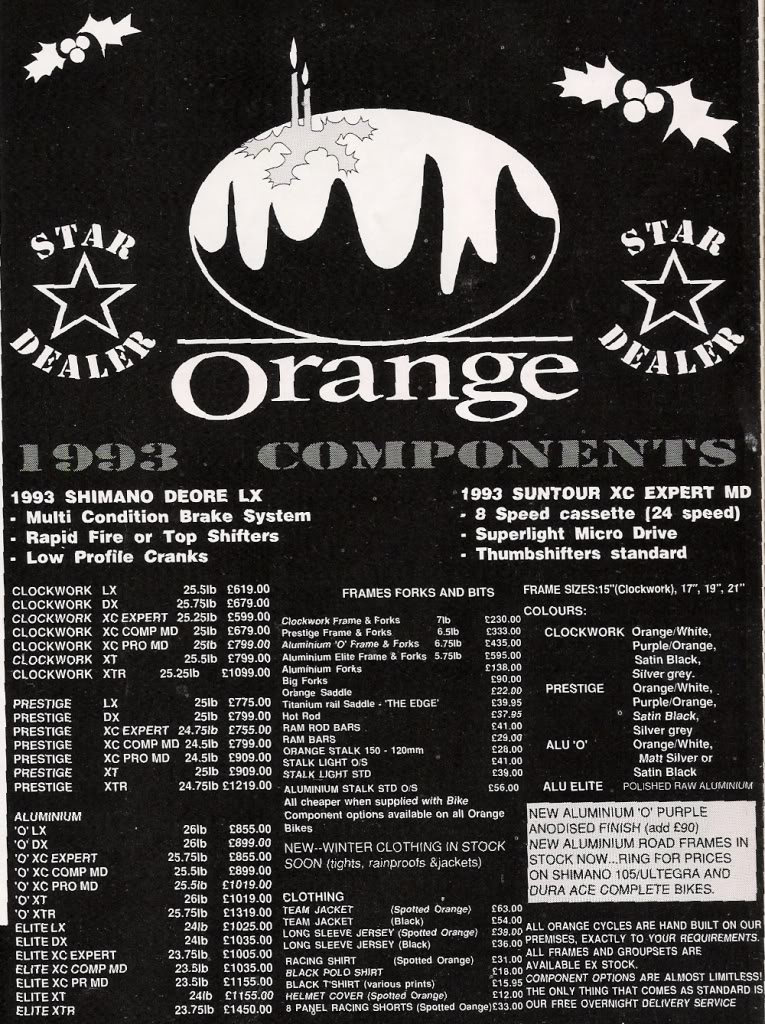 STAR
DEALER
STAR
DEALER
Orange
1993 COMPONENTS
1993 SHIMANO DEORE LX
- Multi Condition Brake System
- Rapid Fire or Top Shifters
- Low Profile Cranks
1993 SUNTOUR XC EXPERT MD
- 8 Speed cassette (24 speed)
- Superlight Micro Drive
- Thumbshifters standard
CLOCKWORK LX 25.5lb £619.00
CLOCKWORK DX 25.75lb £679.00
CLOCKWORK XC EXPERT 25.25lb £599.00
CLOCKWORK XC COMP MD 25lb £679.00
CLOCKWORK XC PRO MD 25lb £799.00
CLOCKWORK XT 25.5lb £799.00
CLOCKWORK XTR 25.25lb £1099.00
PRESTIGE LX 25lb £775.00
PRESTIGE DX 25lb £799.00
PRESTIGE XC EXPERT 24.75lb £755.00
PRESTIGE XC COMP MD 24.5lb £799.00
PRESTIGE XC PRO MD 24.5lb £909.00
PRESTIGE XT 25lb £909.00
PRESTIGE XTR 24.75lb £1219.00
ALUMINIUM
'O' LX 26lb £855.00
'O' DX 26lb £899.00
'O' XC EXPERT 25.75lb £855.00
'O' XC COMP MD 25.5lb £899.00
'O' XC PRO MD 25.5lb £1019.00
'O' XT 26lb £1019.00
'O' XTR 25.75lb £1319.00
ELITE LX 24lb £1025.00
ELITE DX 24lb £1035.00
ELITE XC EXPERT 23.75lb £1005.00
ELITE XC COMP MD 23.5lb £1035.00
ELITE XC PR MD 23.5lb £1155.00
ELITE XT 24lb £1155.00
ELITE XTR 23.75lb £1450.00
FRAMES FORKS AND BITS
Clockwork Frame & Forks 7lb £230.00
Prestige Frame & Forks 6.5lb £333.00
Aluminium 'O' Frame & Forks 6.75lb £435.00
Aluminium Elite Frame & Forks 5.75lb £595.00
Aluminium Forks £138.00
Big Forks £90.00
Orange Saddle £22.00
Titanium rail Saddle - 'THE EDGE' £39.95
Hot Rod £37.95
RAM ROD BARS £41.00
RAM BARS £29.00
ORANGE STALK 150 - 120mm £28.00
STALK LIGHT O/S £41.00
STALK LIGHT STD £39.00
ALUMINIUM STALK STD O/S £56.00
All cheaper when supplied with Bike
Component options available on all Orange
Bikes
NEW--WINTER CLOTHING IN STOCK
SOON (tights, rainproofs &jackets)
CLOTHING
TEAM JACKET (Spotted Orange) £63.00
TEAM JACKET (Black) £54.00
LONG SLEEVE JERSEY (Spotted Orange) £38.00
LONG SLEEVE JERSEY (Black) £36.00
RACING SHIRT (Spotted Orange) £31.00
BLACK POLO SHIRT £18.00
BLACK T'SHIRT (various prints) £15.95
HELMET COVER (Spotted Orange) £12.00
8 PANEL RACING SHORTS (Spotted Oange) £33.00
FRAME SIZES:15"(Clockwork), 17", 19", 21"
COLOURS:
CLOCKWORK Orange/White,
Purple/Orange,
Satin Black,
Silver grey.
PRESTIGE Orange/White,
Purple/Orange,
Satin Black,
Silver grey
ALU 'O' Orange/White,
Matt Silver or
Satin Black
ALU ELITE POLISHED RAW ALUMINIUM
NEW ALUMINIUM 'O' PURPLE
ANODISED FINISH (add £90)
NEW ALUMINIUM ROAD FRAMES IN
STOCK NOW...RING FOR PRICES
ON SHIMANO 105/ULTEGRA AND
DURA ACE COMPLETE BIKES.
ALL ORANGE CYCLES ARE HAND BUILT ON OUR
PREMISES, EXACTLY TO YOUR REQUIREMENTS.
ALL FRAMES AND GROUPSETS ARE
AVAILABLE EX STOCK.
COMPONENT OPTIONS ARE ALMOST LIMITLESS!
THE ONLY THING THAT COMES AS STANDARD IS
OUR FREE OVERNIGHT DELIVERY SERVICE